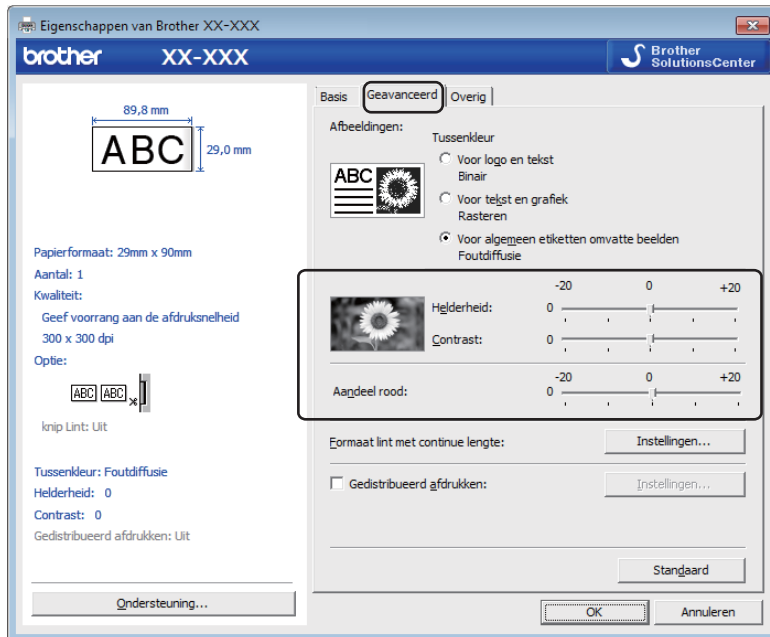 Eigenschappen van Brother XX-XXX
brother XX-XXX
Brother
SolutionsCenter
89,8 mm
ABC
29,0 mm
Papierformaat: 29mm x 90mm
Aantal: 1
Kwaliteit:
Geef voorrang aan de afdruksnelheid
300 x 300 dpi
Optie:
ABC ABC
knip Lint: Uit
Tussenkleur: Foutdiffusie
Helderheid: 0
Contrast: 0
Gedistribueerd afdrukken: Uit
Ondersteuning...
Basis Geavanceerd Overig
Afbeeldingen:
ABC
Tussenkleur
Voor logo en tekst
Binair
Voor tekst en grafiek
Rasteren
Voor algemeen etiketten omvatte beelden
Foutdiffusie
-20 0 +20
Helderheid: 0
Contrast: 0
-20 0 +20
Aandeel rood: 0
Formaat lint met continue lengte: Instellingen...
Gedistribueerd afdrukken: Instellingen...
Standaard
OK Annuleren